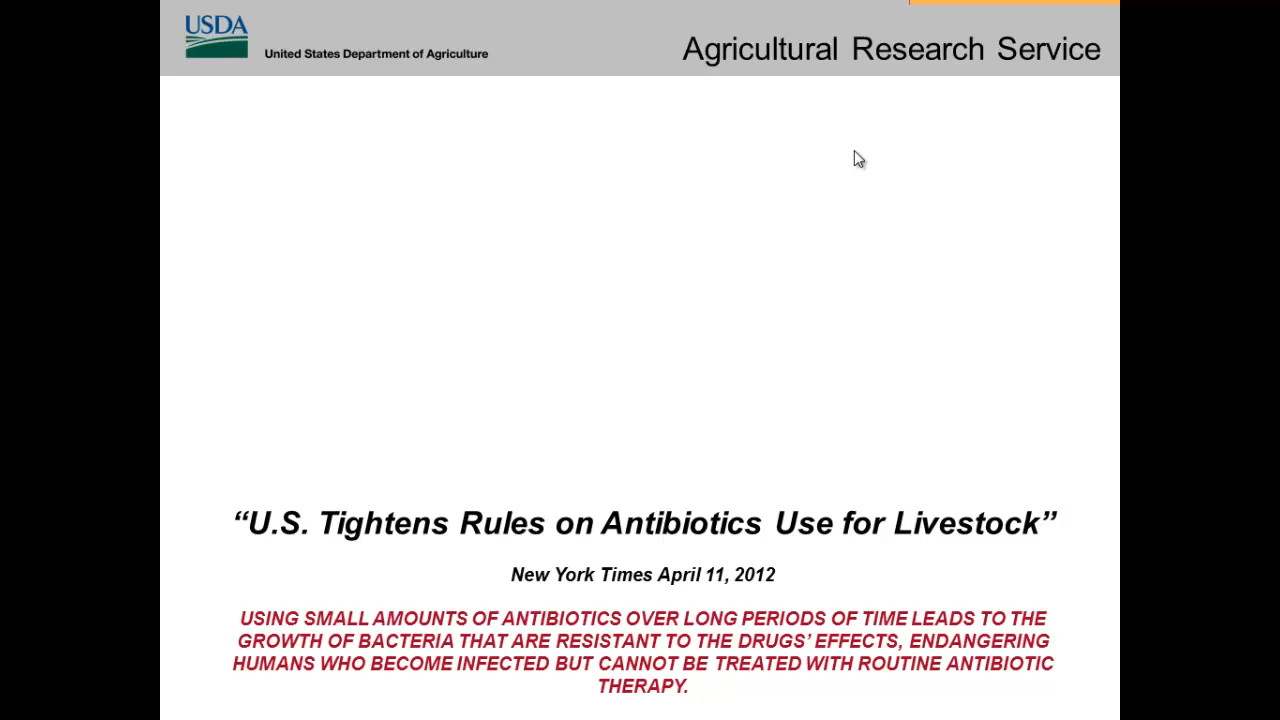 USDA
United States Department of Agriculture
Agricultural Research Service
“U.S. Tightens Rules on Antibiotics Use for Livestock”
New York Times April 11, 2012
USING SMALL AMOUNTS OF ANTIBIOTICS OVER LONG PERIODS OF TIME LEADS TO THE
GROWTH OF BACTERIA THAT ARE RESISTANT TO THE DRUGS’ EFFECTS, ENDANGERING
HUMANS WHO BECOME INFECTED BUT CANNOT BE TREATED WITH ROUTINE ANTIBIOTIC
THERAPY.